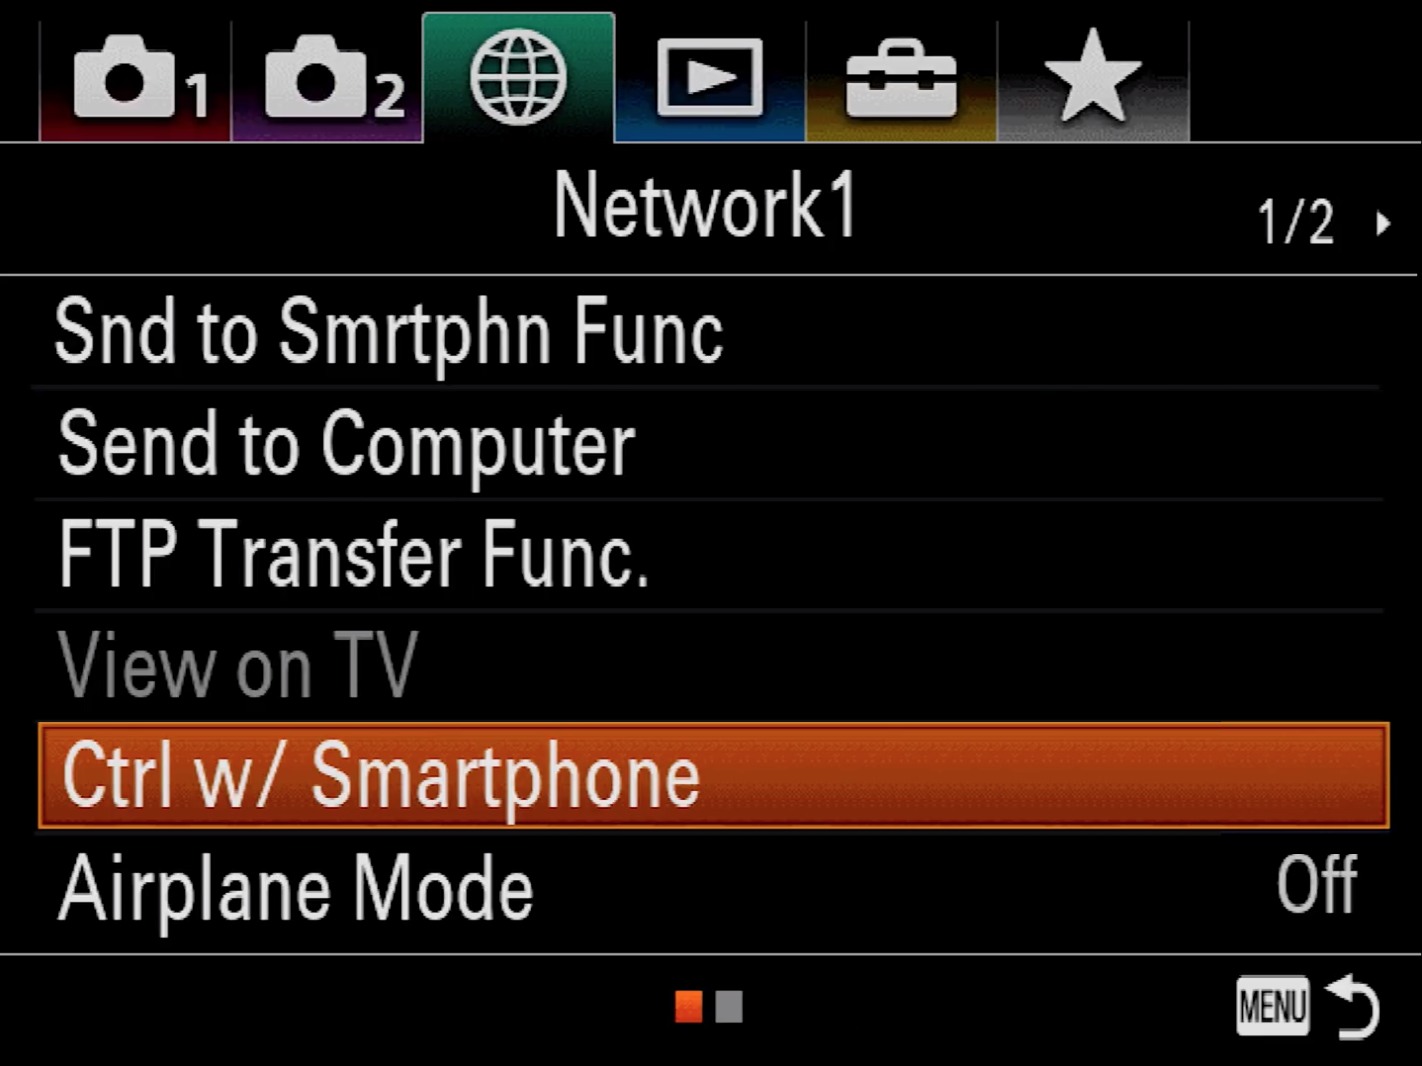 1 2
Network1
1/2
Snd to Smrtphn Func
Send to Computer
FTP Transfer Func.
View on TV
Ctrl w/ Smartphone
Airplane Mode Off
MENU